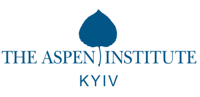 THE ASPEN INSTITUTE
KYIV